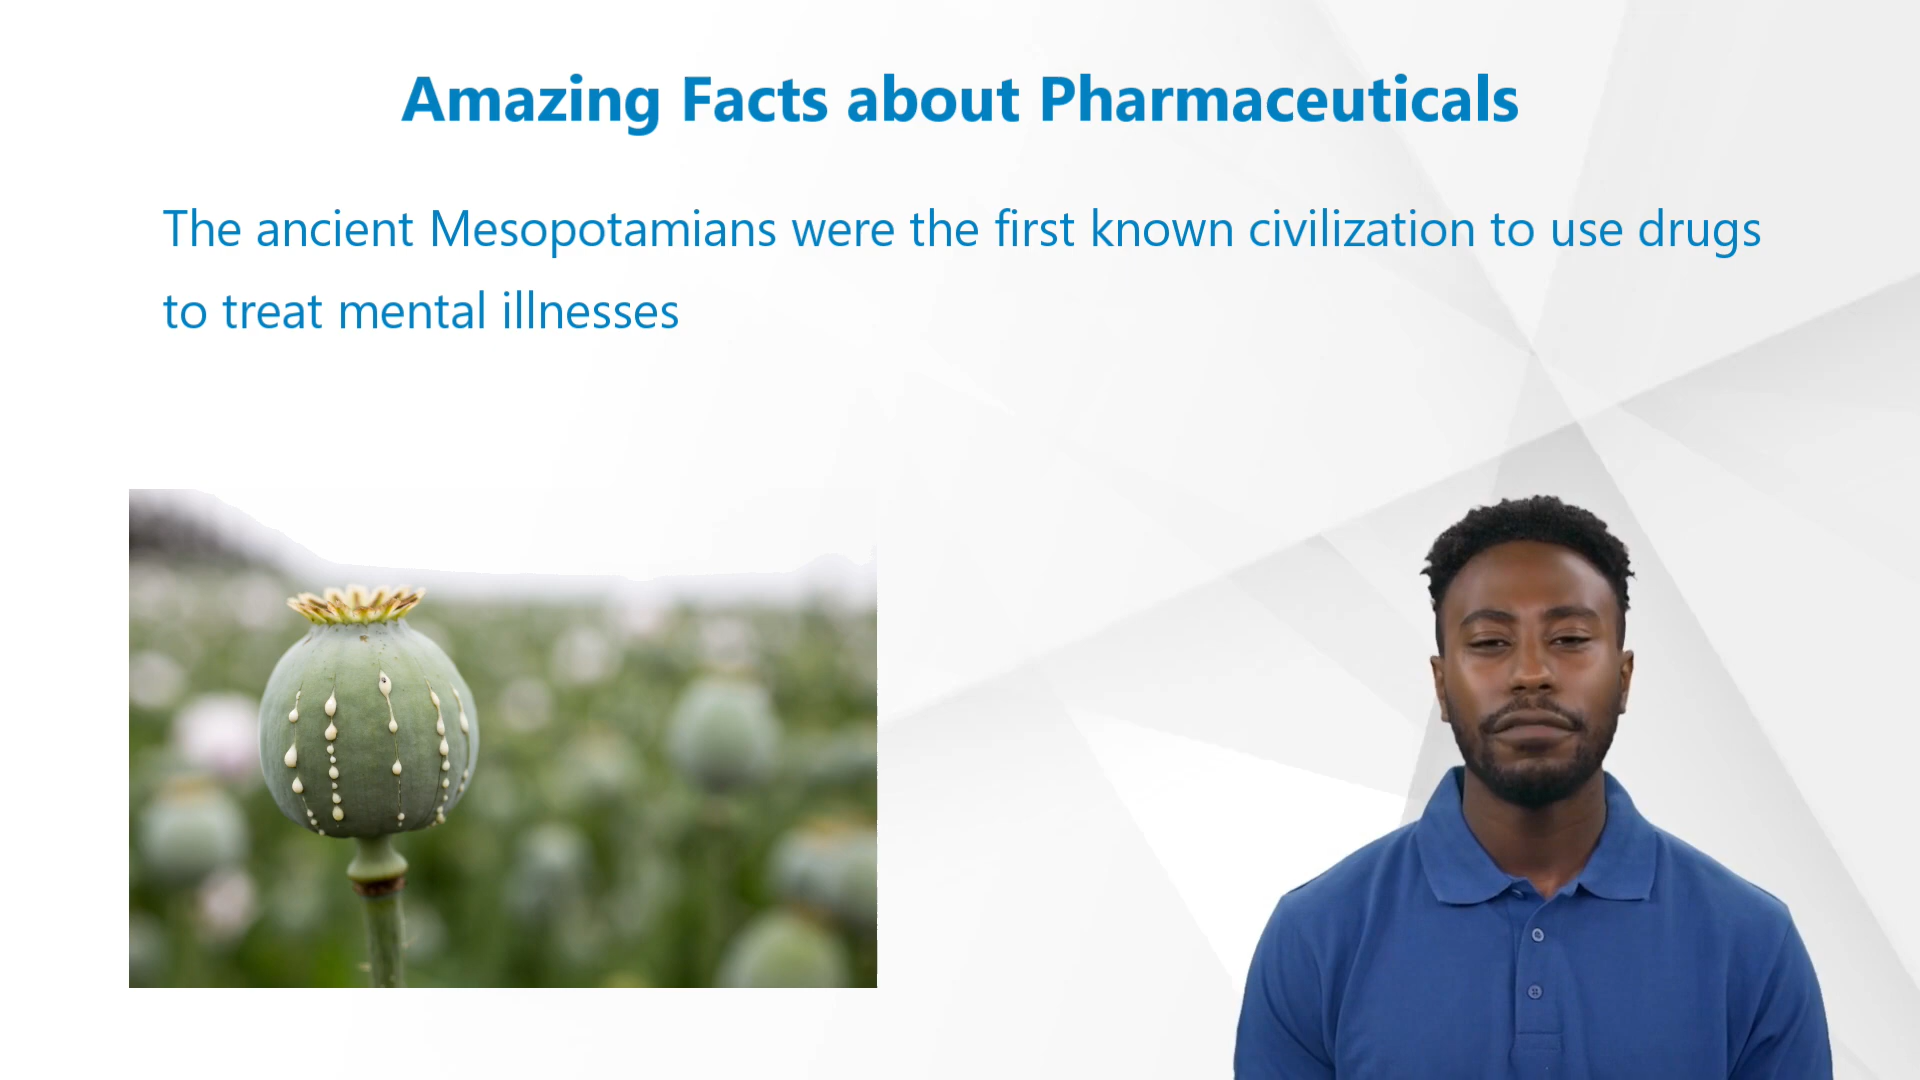 Amazing Facts about Pharmaceuticals
The ancient Mesopotamians were the first known civilization to use drugs
to treat mental illnesses